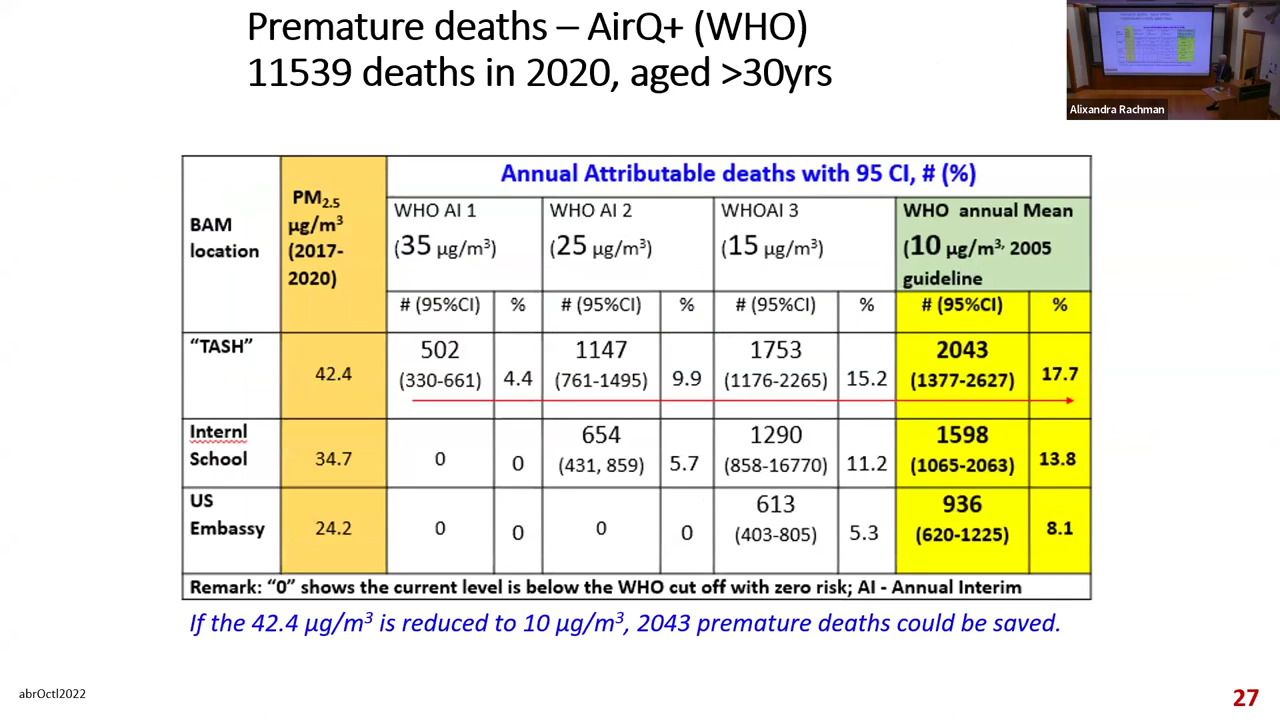 Premature deaths – AirQ+ (WHO)
11539 deaths in 2020, aged >30yrs
Alixandra Rachman
BAM location
PM2.5 µg/m³ (2017-2020)
Annual Attributable deaths with 95 CI, # (%)
WHO AI 1 (35 µg/m³)
WHO AI 2 (25 µg/m³)
WHOAI 3 (15 µg/m³)
WHO annual Mean (10 µg/m³, 2005 guideline
# (95%CI) % # (95%CI) % # (95%CI) % # (95%CI) %
“TASH” 42.4 502 (330-661) 4.4 1147 (761-1495) 9.9 1753 (1176-2265) 15.2 2043 (1377-2627) 17.7
Internl School 34.7 0 0 654 (431, 859) 5.7 1290 (858-16770) 11.2 1598 (1065-2063) 13.8
US Embassy 24.2 0 0 0 0 613 (403-805) 5.3 936 (620-1225) 8.1
Remark: “0” shows the current level is below the WHO cut off with zero risk; AI - Annual Interim
If the 42.4 µg/m³ is reduced to 10 µg/m³, 2043 premature deaths could be saved.
abrOctl2022
27